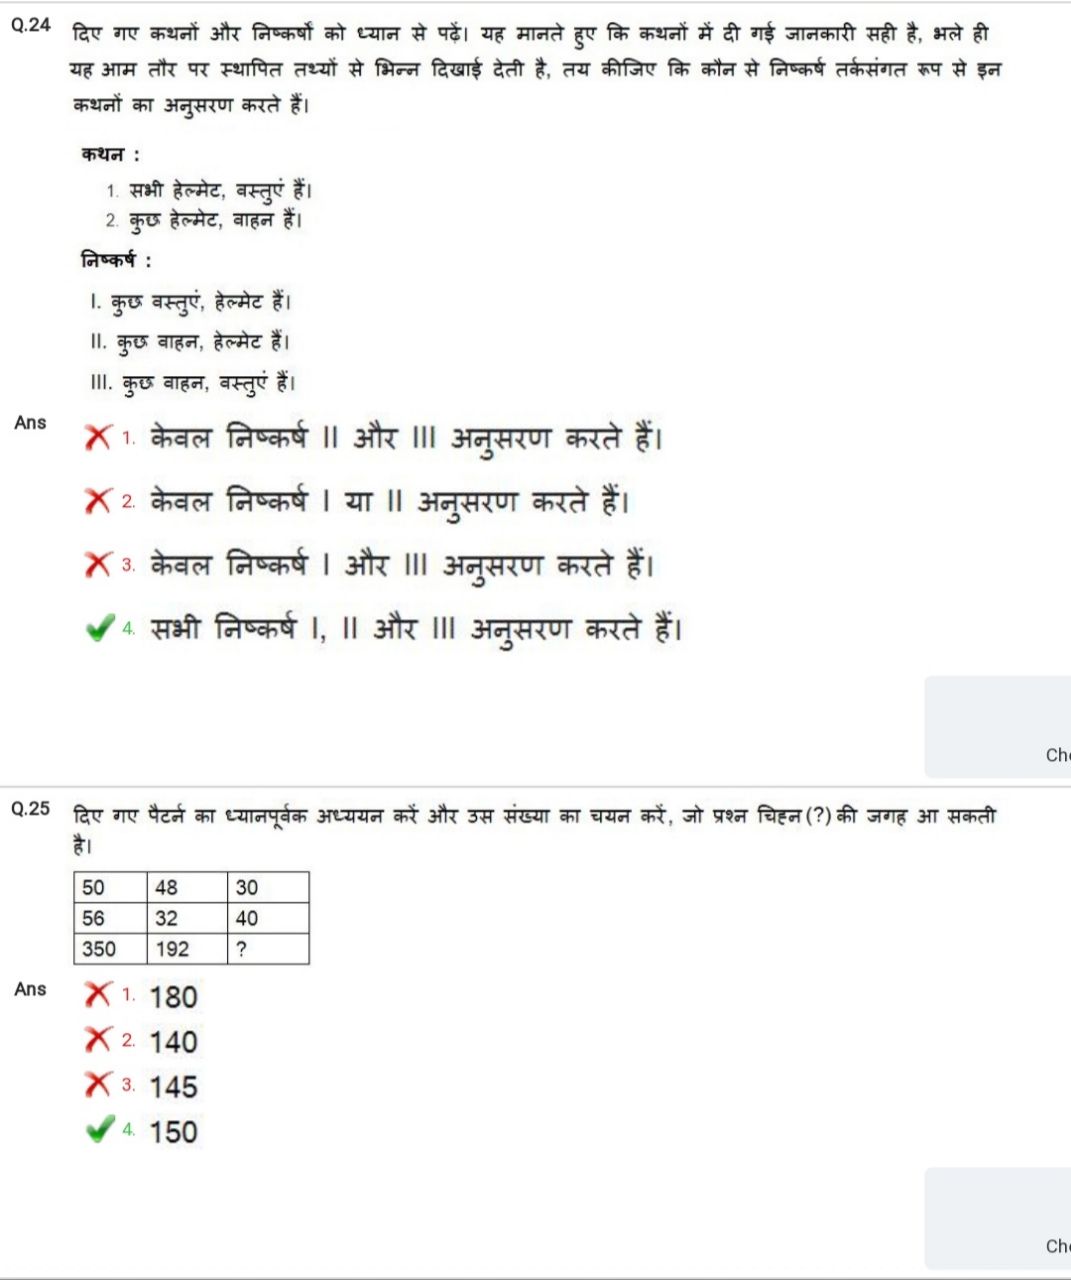 Q.24 दिए गए कथनों और निष्कर्षों को ध्यान से पढ़ें। यह मानते हुए कि कथनों में दी गई जानकारी सही है, भले ही
यह आम तौर पर स्थापित तथ्यों से भिन्न दिखाई देती है, तय कीजिए कि कौन से निष्कर्ष तर्कसंगत रूप से इन
कथनों का अनुसरण करते हैं।
कथन :
1. सभी हेल्मेट, वस्तुएं हैं।
2. कुछ हेल्मेट, वाहन हैं।
निष्कर्ष :
I. कुछ वस्तुएं, हेल्मेट हैं।
II. कुछ वाहन, हेल्मेट हैं।
III. कुछ वाहन, वस्तुएं हैं।
Ans 1. केवल निष्कर्ष II और III अनुसरण करते हैं।
2. केवल निष्कर्ष I या II अनुसरण करते हैं।
3. केवल निष्कर्ष I और III अनुसरण करते हैं।
4. सभी निष्कर्ष I, II और III अनुसरण करते हैं।
Q.25 दिए गए पैटर्न का ध्यानपूर्वक अध्ययन करें और उस संख्या का चयन करें, जो प्रश्न चिह्न (?) की जगह आ सकती
है।
50 48 30
56 32 40
350 192 ?
Ans 1. 180
2. 140
3. 145
4. 150